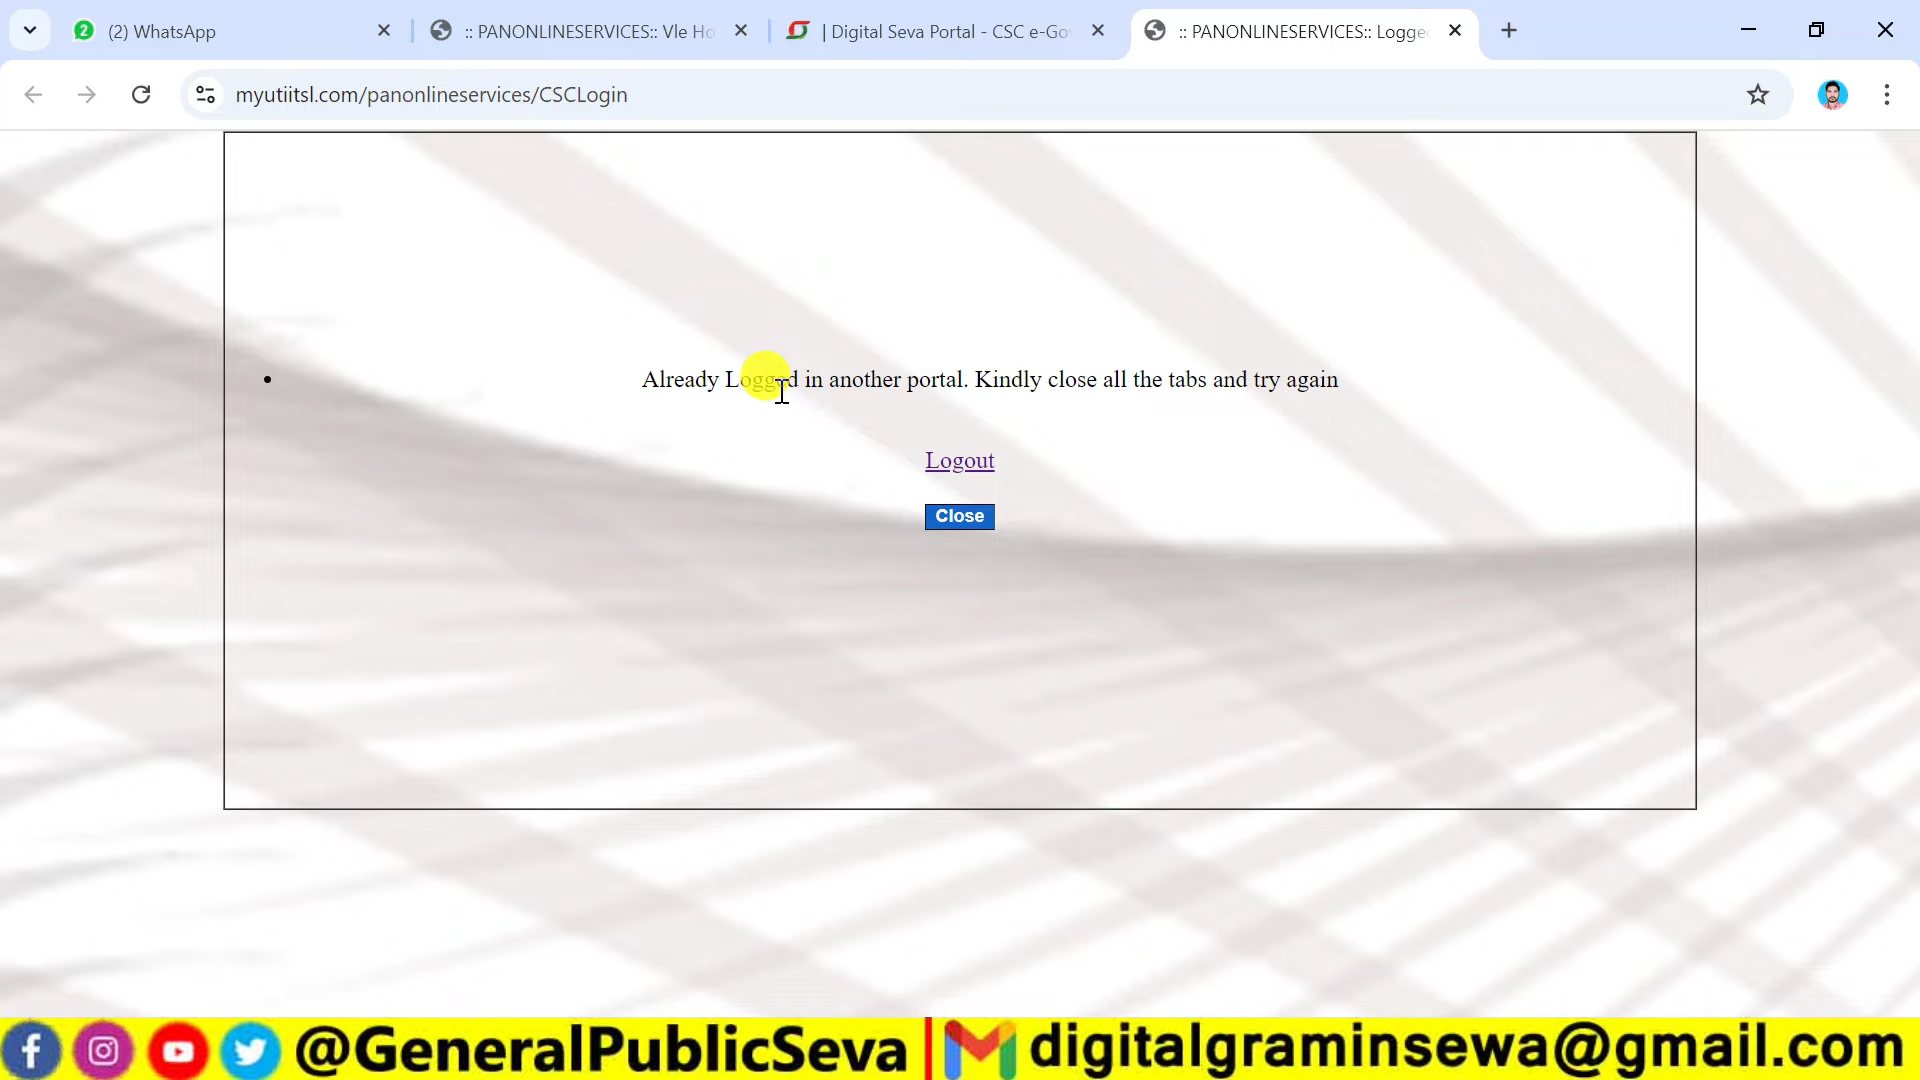 2
(2) WhatsApp
:: PANONLINESERVICES:: Vle Ho
| Digital Seva Portal - CSC e-Go
:: PANONLINESERVICES:: Logge
myutiitsl.com/panonlineservices/CSCLogin
• Already Logged in another portal. Kindly close all the tabs and try again
Logout
Close
@GeneralPublicSeva | digitalgraminsewa@gmail.com